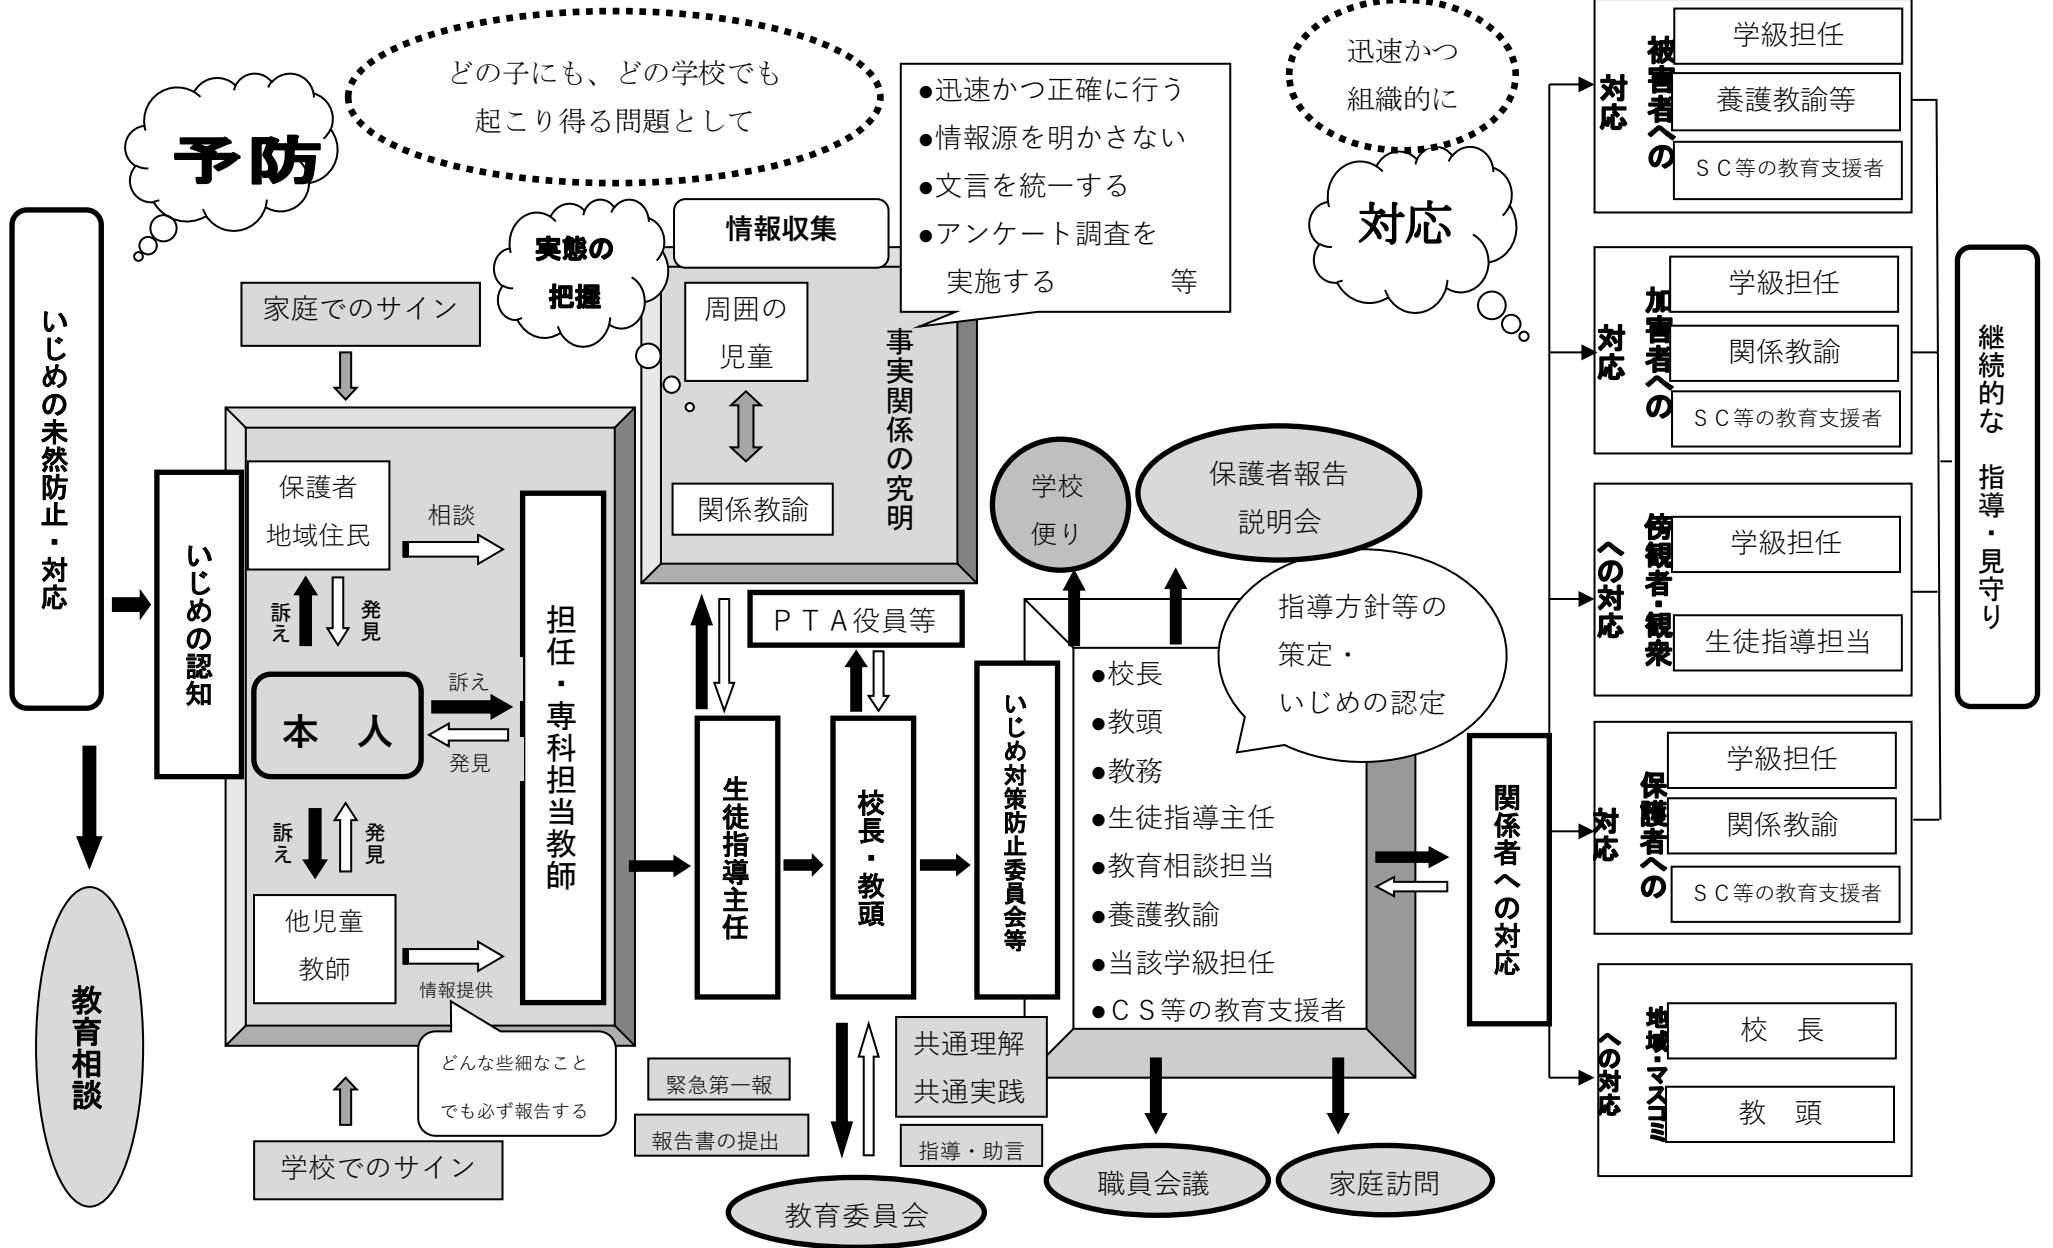 予防
どの子にも、どの学校でも
起こり得る問題として
●迅速かつ正確に行う
●情報源を明かさない
●文言を統一する
●アンケート調査を
実施する 等
迅速かつ
組織的に
対応
いじめの未然防止・対応
教育相談
いじめの認知
家庭でのサイン
保護者
地域住民
相談
訴え
発見
本 人
訴え
発見
訴え
発見
他児童
教師
情報提供
どんな些細なこと
でも必ず報告する
学校でのサイン
担任・専科担当教師
実態の
把握
情報収集
周囲の
児童
関係教諭
事実関係の究明
生徒指導主任
PTA役員等
校長・教頭
緊急第一報
報告書の提出
共通理解
共通実践
指導・助言
教育委員会
いじめ対策防止委員会等
学校
便り
保護者報告
説明会
指導方針等の
策定・
いじめの認定
●校長
●教頭
●教務
●生徒指導主任
●教育相談担当
●養護教諭
●当該学級担任
●CS等の教育支援者
職員会議
家庭訪問
関係者への対応
被害者への
対応
学級担任
養護教諭等
SC等の教育支援者
加害者への
対応
学級担任
関係教諭
SC等の教育支援者
傍観者・観衆
への対応
学級担任
生徒指導担当
保護者への
対応
学級担任
関係教諭
SC等の教育支援者
地域・マスコミ
への対応
校 長
教 頭
継続的な 指導・見守り